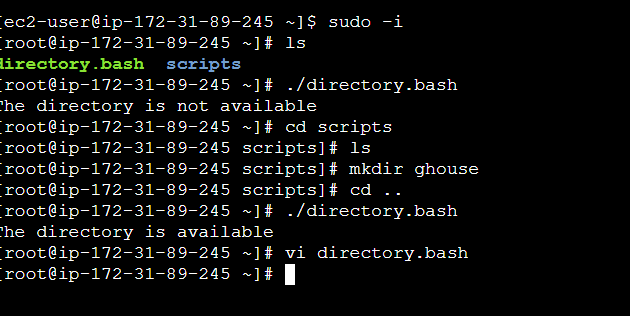 [ec2-user@ip-172-31-89-245 ~]$ sudo -i
[root@ip-172-31-89-245 ~]# ls
directory.bash  scripts
[root@ip-172-31-89-245 ~]# ./directory.bash
The directory is not available
[root@ip-172-31-89-245 ~]# cd scripts
[root@ip-172-31-89-245 scripts]# ls
[root@ip-172-31-89-245 scripts]# mkdir ghouse
[root@ip-172-31-89-245 scripts]# cd ..
[root@ip-172-31-89-245 ~]# ./directory.bash
The directory is available
[root@ip-172-31-89-245 ~]# vi directory.bash
[root@ip-172-31-89-245 ~]#